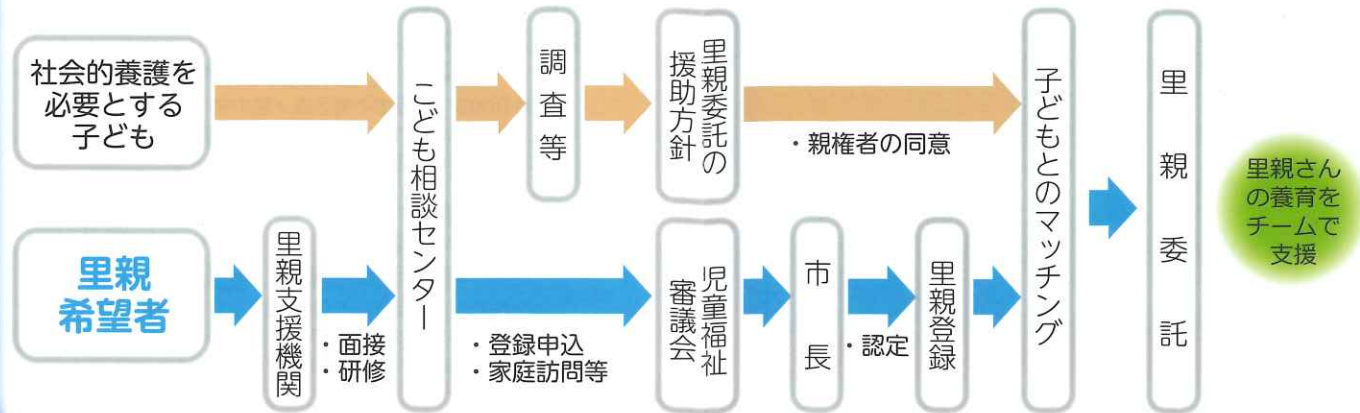 社会的養護を
必要とする
子ども
こども相談センター
調査等
里親委託の
援助方針
・親権者の同意
子どもとのマッチング
里親委託
里親さん
の養育を
チームで
支援
里親
希望者
里親支援機関
・面接
・研修
・登録申込
・家庭訪問等
児童福祉
審議会
市長
・認定
里親登録